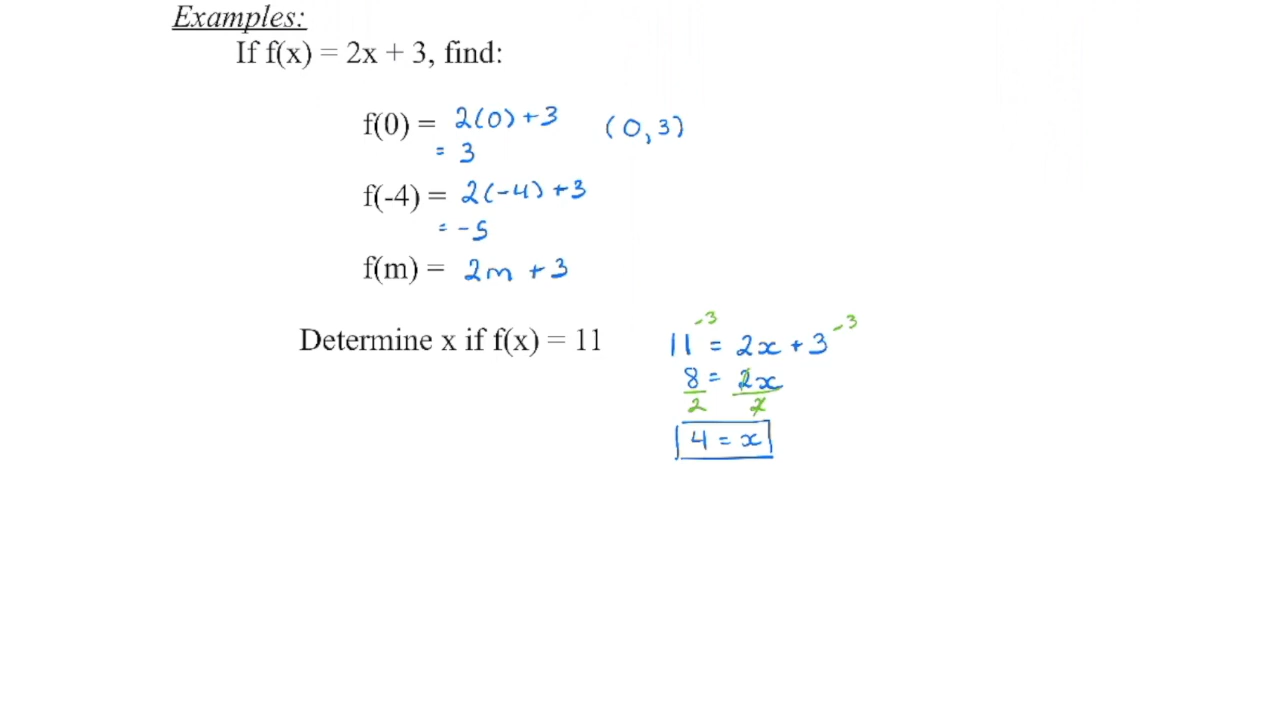 Examples:
If f(x) = 2x + 3, find:
f(0) = 2(0) + 3 (0, 3)
= 3
f(-4) = 2(-4) + 3
= -5
f(m) = 2m + 3
Determine x if f(x) = 11
-3 -3
11 = 2x + 3
8 = 2x
2 2
4 = x